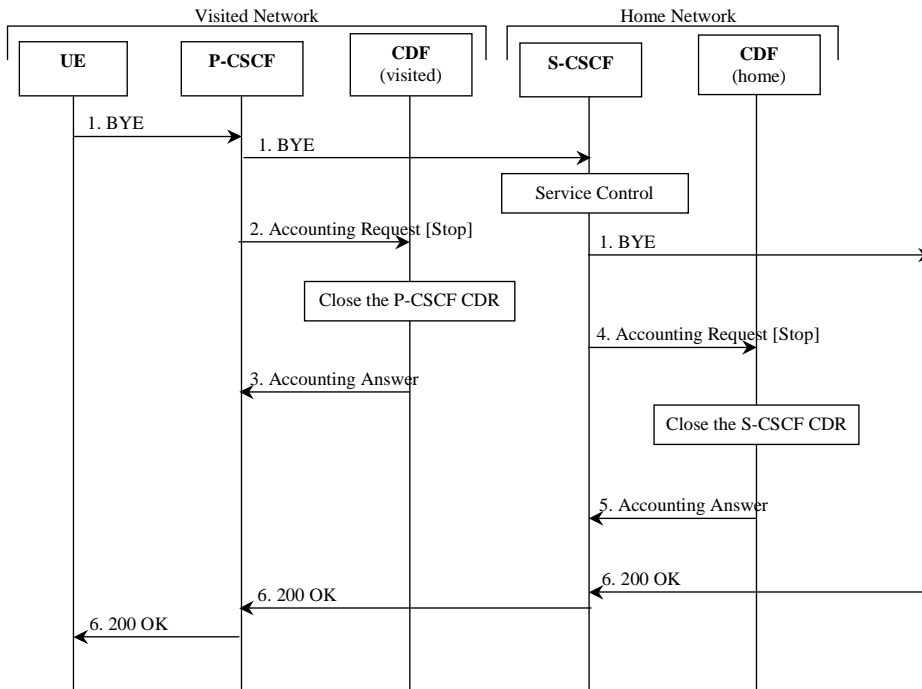 Visited Network
Home Network
UE
P-CSCF
CDF
(visited)
S-CSCF
CDF
(home)
1. BYE
1. BYE
Service Control
2. Accounting Request [Stop]
1. BYE
Close the P-CSCF CDR
4. Accounting Request [Stop]
3. Accounting Answer
Close the S-CSCF CDR
5. Accounting Answer
6. 200 OK
6. 200 OK
6. 200 OK